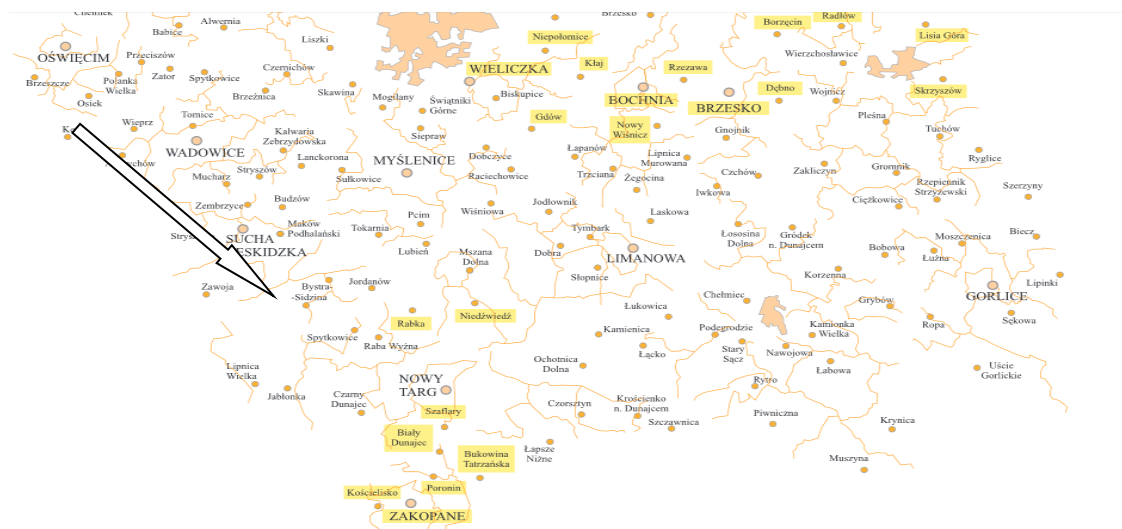 Alwernia
Babice
Liszki
Brzesko
Radłów
Borzęcin
Lisia Góra
Niepołomice
OŚWIĘCIM
Przeciszów
Wierzchosławice
Kłaj
Rzezawa
WIELICZKA
Czernichów
Zator
Spytkowice
Brzeszcze
Polanka
Wielka
Osiek
Brzeźnica
Skawina
Mogilany
Świątniki
Górne
Biskupice
BOCHNIA
BRZESKO
Dębno
Wojnicz
Skrzyszów
Tomice
Wieprz
Gdów
Nowy
Wiśnicz
Pleśna
Gnojnik
Tuchów
Kalwaria
Zebrzydowska
Siepraw
WADOWICE
Lanckorona
MYŚLENICE
Dobczyce
Łapanów
Lipnica
Murowana
Ryglice
Mucharz
Stryszów
Sułkowice
Raciechowice
Trzciana
Żegocina
Czchów
Zakliczyn
Gromnik
Rzepiennik
Strzyżewski
Szerzyny
Iwkowa
Ciężkowice
Zembrzyce
Budzów
Wiśniowa
Jodłownik
Laskowa
Pcim
Maków
Podhalański
Tokarnia
Tymbark
SUCHA
Łososina
Dolna
Gródek
n. Dunajcem
Moszczenica
Biecz
Lubień
Mszana
Dolna
Dobra
LIMANOWA
Bobowa
Łużna
Słopnice
Korzenna
Lipinki
Zawoja
Bystra-
-Sidzina
Jordanów
Chełmiec
GORLICE
Łukowica
Grybów
Niedźwiedź
Rabka
Ropa
Sękowa
Spytkowice
Raba Wyżna
Kamienica
Podegrodzie
Kamionka
Wielka
Łącko
Stary
Sącz
Nawojowa
Ochotnica
Dolna
Łabowa
Uście
Gorlickie
Lipnica
Wielka
NOWY
TARG
Rytro
Jabłonka
Czarny
Dunajec
Czorsztyn
Krościenko
n. Dunajcem
Szczawnica
Piwniczna
Krynica
Szaflary
Biały
Dunajec
Bukowina
Tatrzańska
Łapsze
Niżne
Muszyna
Poronin
Kościelisko
ZAKOPANE